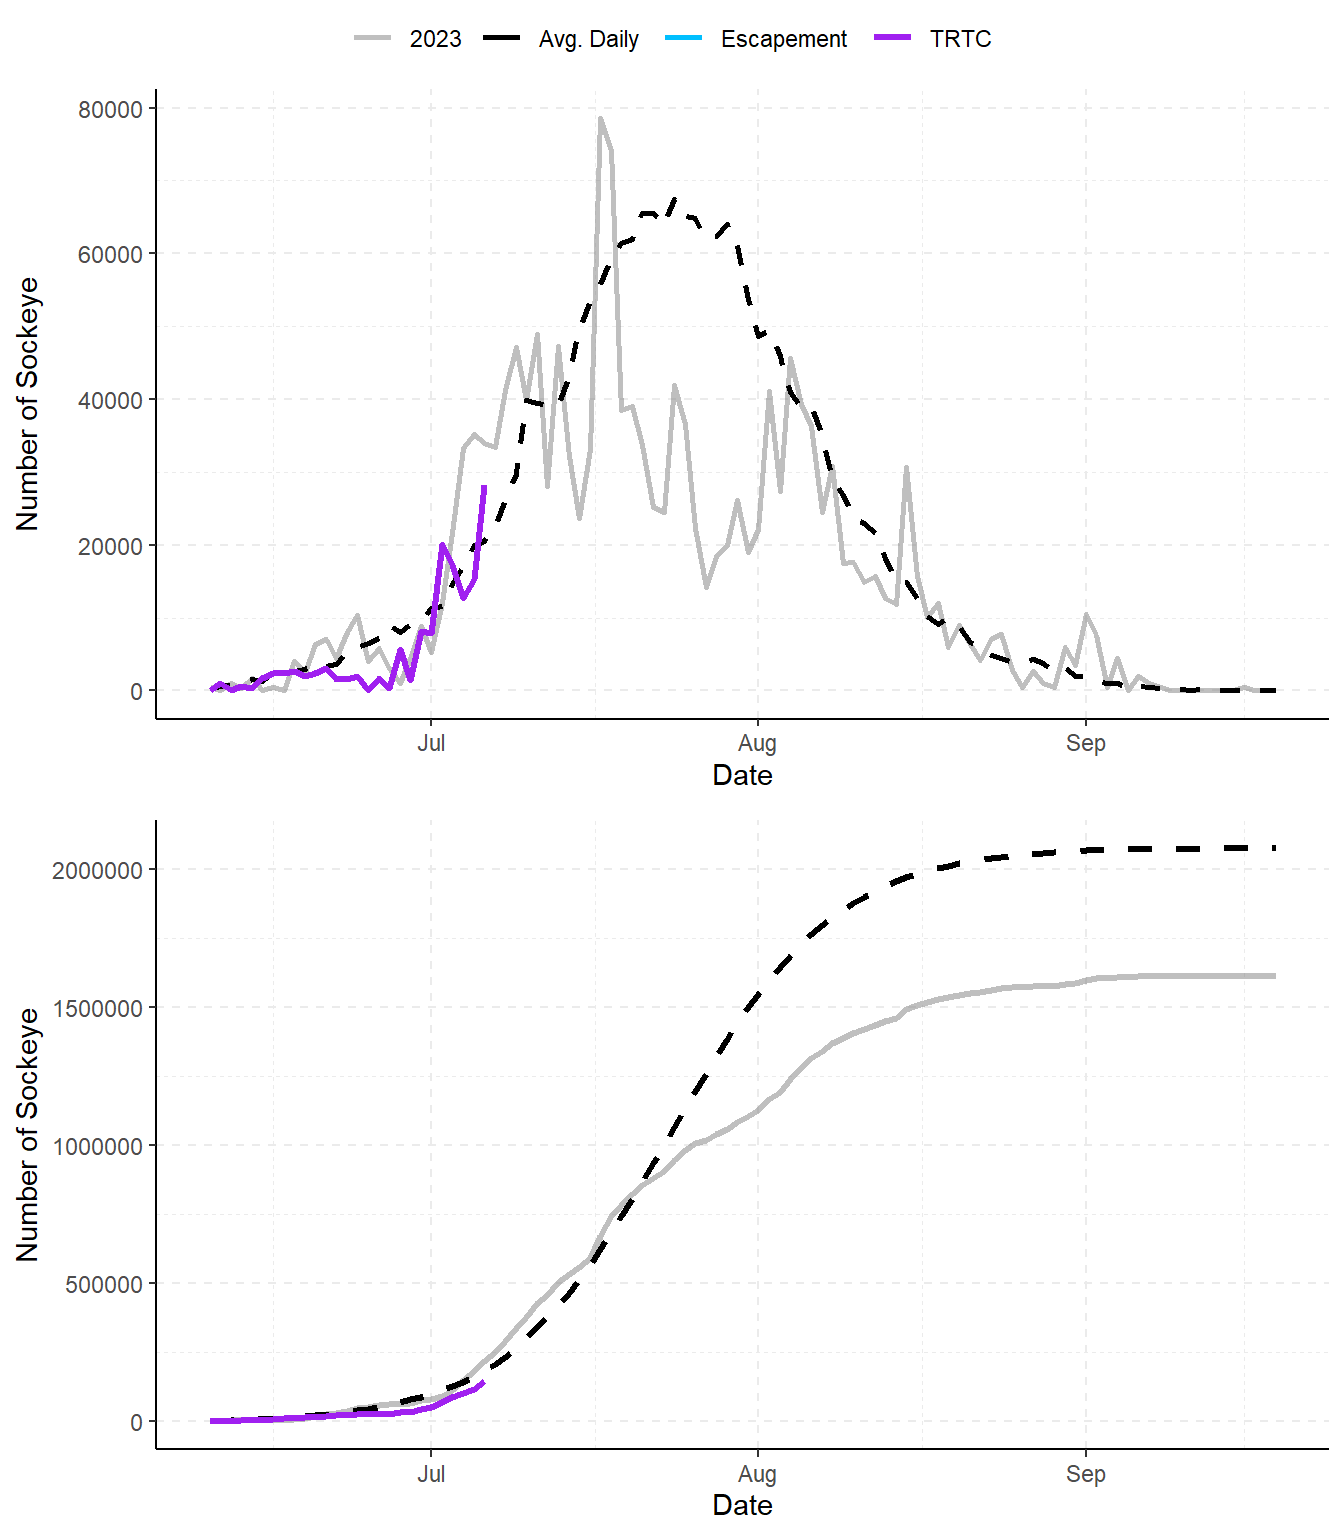 2023 Avg. Daily Escapement TRTC
80000
60000
40000
20000
0
Number of Sockeye
Jul Aug Sep
Date
2000000
1500000
1000000
500000
0
Number of Sockeye
Jul Aug Sep
Date